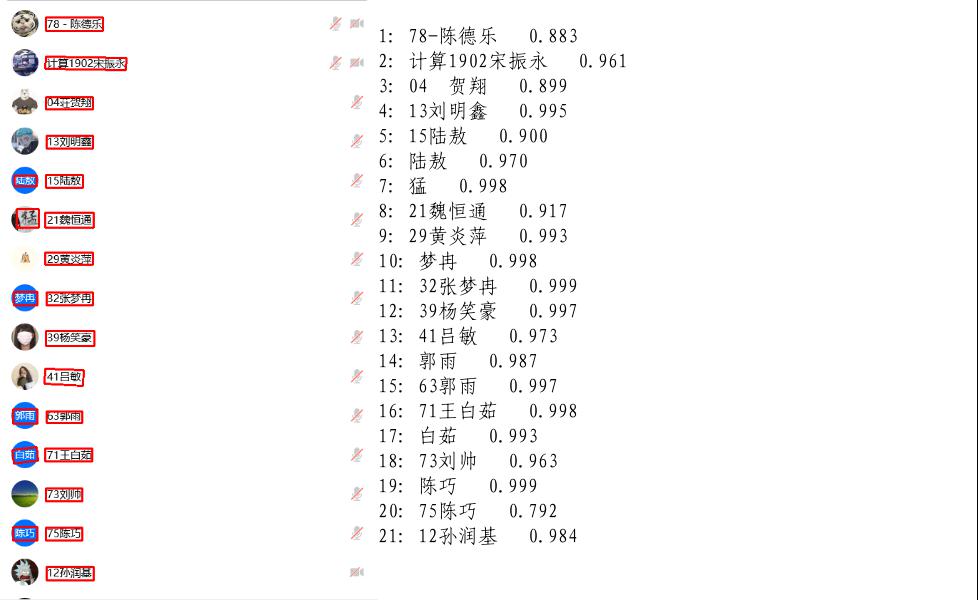 78 - 陈德乐
计算1902宋振永
04荘贺翔
13刘明鑫
陆敖
15陆敖
猛
21魏恒通
29黄炎萍
梦冉
32张梦冉
39杨笑豪
41吕敏
郭雨
63郭雨
白茹
71王白茹
73刘帅
陈巧
75陈巧
12孙润基
1: 78-陈德乐 0.883
2: 计算1902宋振永 0.961
3: 04 贺翔 0.899
4: 13刘明鑫 0.995
5: 15陆敖 0.900
6: 陆敖 0.970
7: 猛 0.998
8: 21魏恒通 0.917
9: 29黄炎萍 0.993
10: 梦冉 0.998
11: 32张梦冉 0.999
12: 39杨笑豪 0.997
13: 41吕敏 0.973
14: 郭雨 0.987
15: 63郭雨 0.997
16: 71王白茹 0.998
17: 白茹 0.993
18: 73刘帅 0.963
19: 陈巧 0.999
20: 75陈巧 0.792
21: 12孙润基 0.984